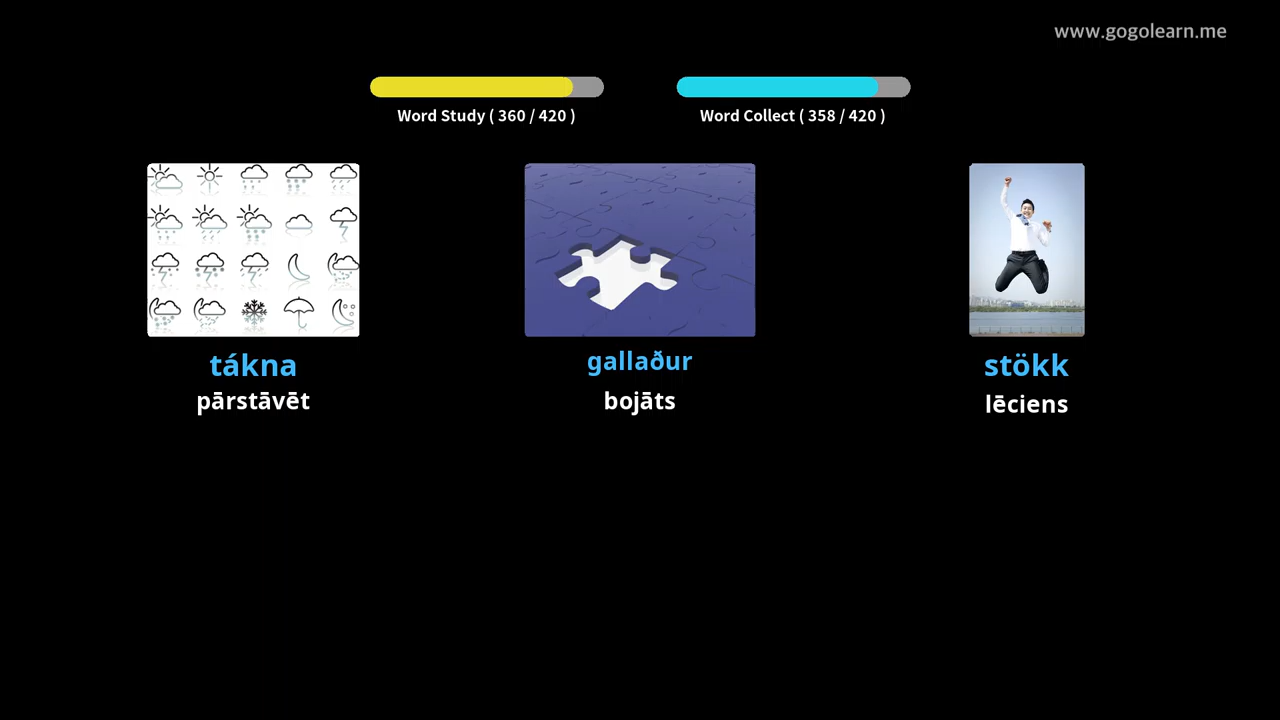 www.gogolearn.me
Word Study ( 360 / 420 )
Word Collect ( 358 / 420 )
tákna
pārstāvēt
gallaður
bojāts
stökk
lēciens